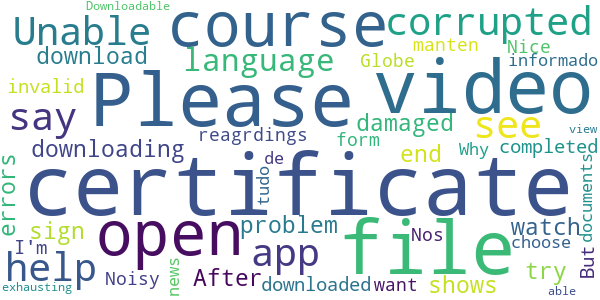 Downloadable
Unable course corrupted
manten Nice
download language Globe informado
invalid Please video
say reagrdings damaged see
downloading form end Why completed
errors de certificate documents
tudo
sign open problem file Nos watch
I'm app choose But
help news After try
Noisy downloaded want shows
exhausting able view